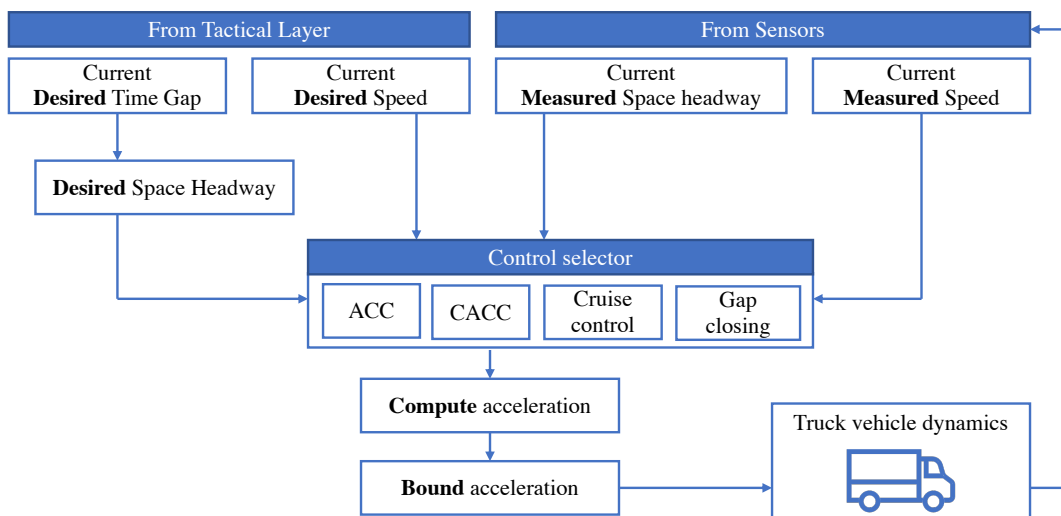 From Tactical Layer
From Sensors
Current
Desired Time Gap
Current
Desired Speed
Current
Measured Space headway
Current
Measured Speed
Desired Space Headway
Control selector
ACC
CACC
Cruise
control
Gap
closing
Compute acceleration
Truck vehicle dynamics
Bound acceleration